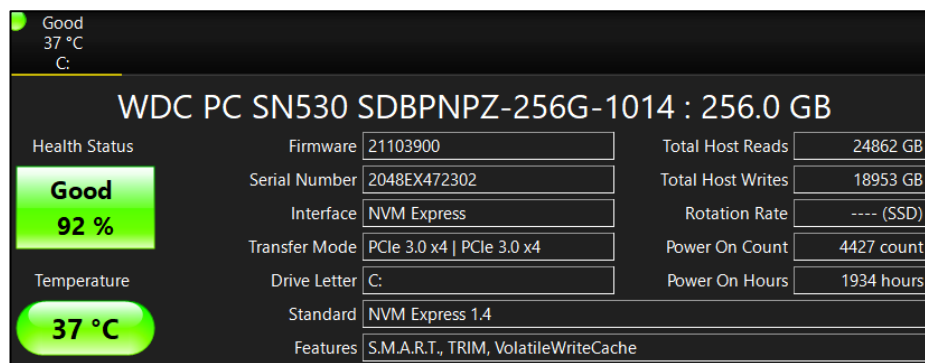 Good
37 °C
C:
WDC PC SN530 SDBPNPZ-256G-1014 : 256.0 GB
Health Status
Good
92 %
Temperature
37 °C
Firmware 21103900
Serial Number 2048EX472302
Interface NVM Express
Transfer Mode PCIe 3.0 x4 | PCIe 3.0 x4
Drive Letter C:
Standard NVM Express 1.4
Features S.M.A.R.T., TRIM, VolatileWriteCache
Total Host Reads 24862 GB
Total Host Writes 18953 GB
Rotation Rate ---- (SSD)
Power On Count 4427 count
Power On Hours 1934 hours